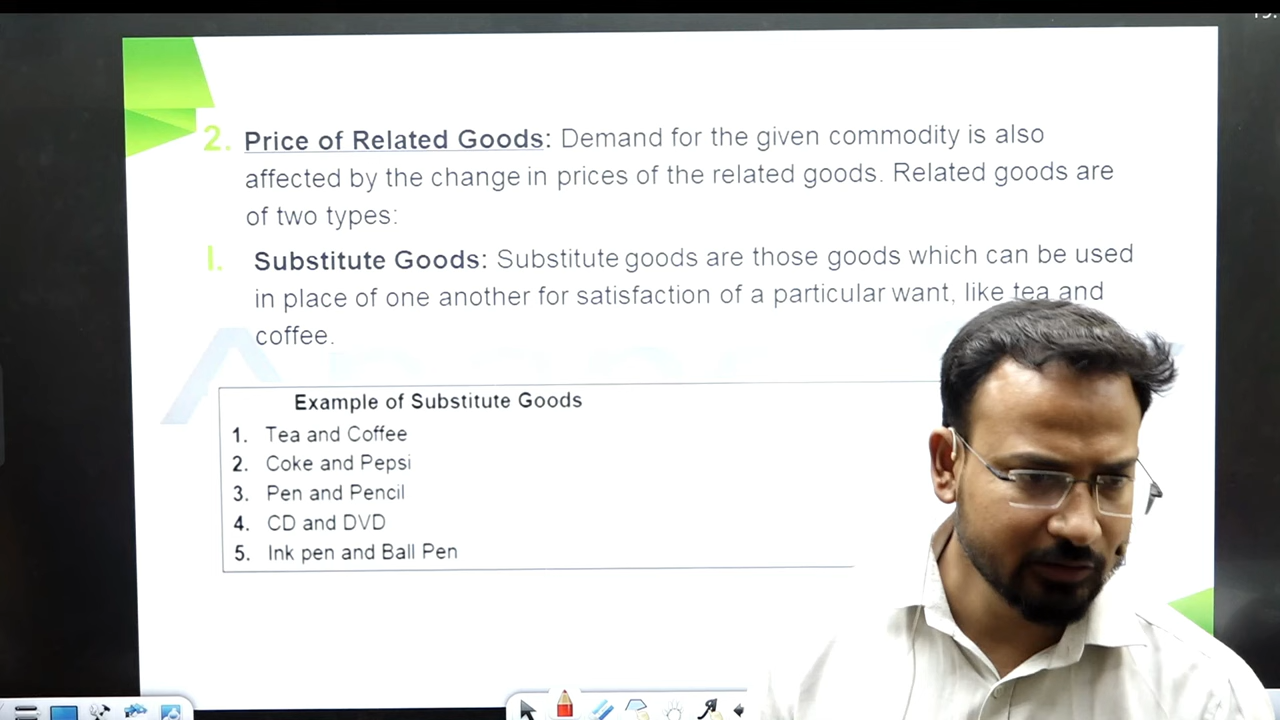 2. Price of Related Goods: Demand for the given commodity is also
affected by the change in prices of the related goods. Related goods are
of two types:
I. Substitute Goods: Substitute goods are those goods which can be used
in place of one another for satisfaction of a particular want, like tea and
coffee.
Example of Substitute Goods
1. Tea and Coffee
2. Coke and Pepsi
3. Pen and Pencil
4. CD and DVD
5. Ink pen and Ball Pen